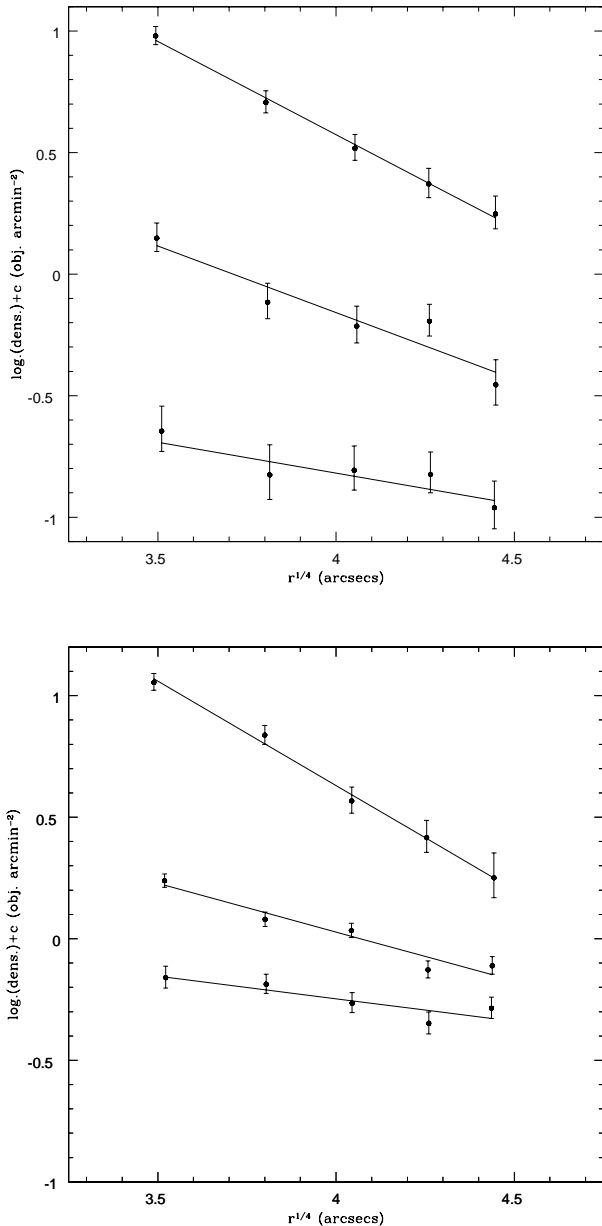 1
0.5
0
-0.5
-1
log.(dens.)+c (obj. arcmin⁻²)
3.5 4 4.5
r^1/4 (arcsecs)
1
0.5
0
-0.5
-1
log.(dens.)+c (obj. arcmin⁻²)
3.5 4 4.5
r^1/4 (arcsecs)